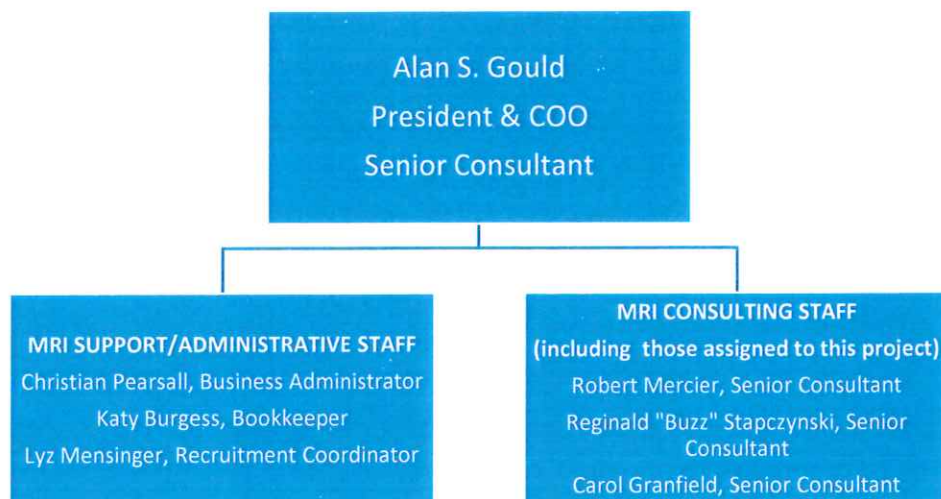 Alan S. Gould
President & COO
Senior Consultant
MRI SUPPORT/ADMINISTRATIVE STAFF
Christian Pearsall, Business Administrator
Katy Burgess, Bookkeeper
Lyz Mensinger, Recruitment Coordinator
MRI CONSULTING STAFF
(including those assigned to this project)
Robert Mercier, Senior Consultant
Reginald "Buzz" Stapczynski, Senior
Consultant
Carol Granfield, Senior Consultant